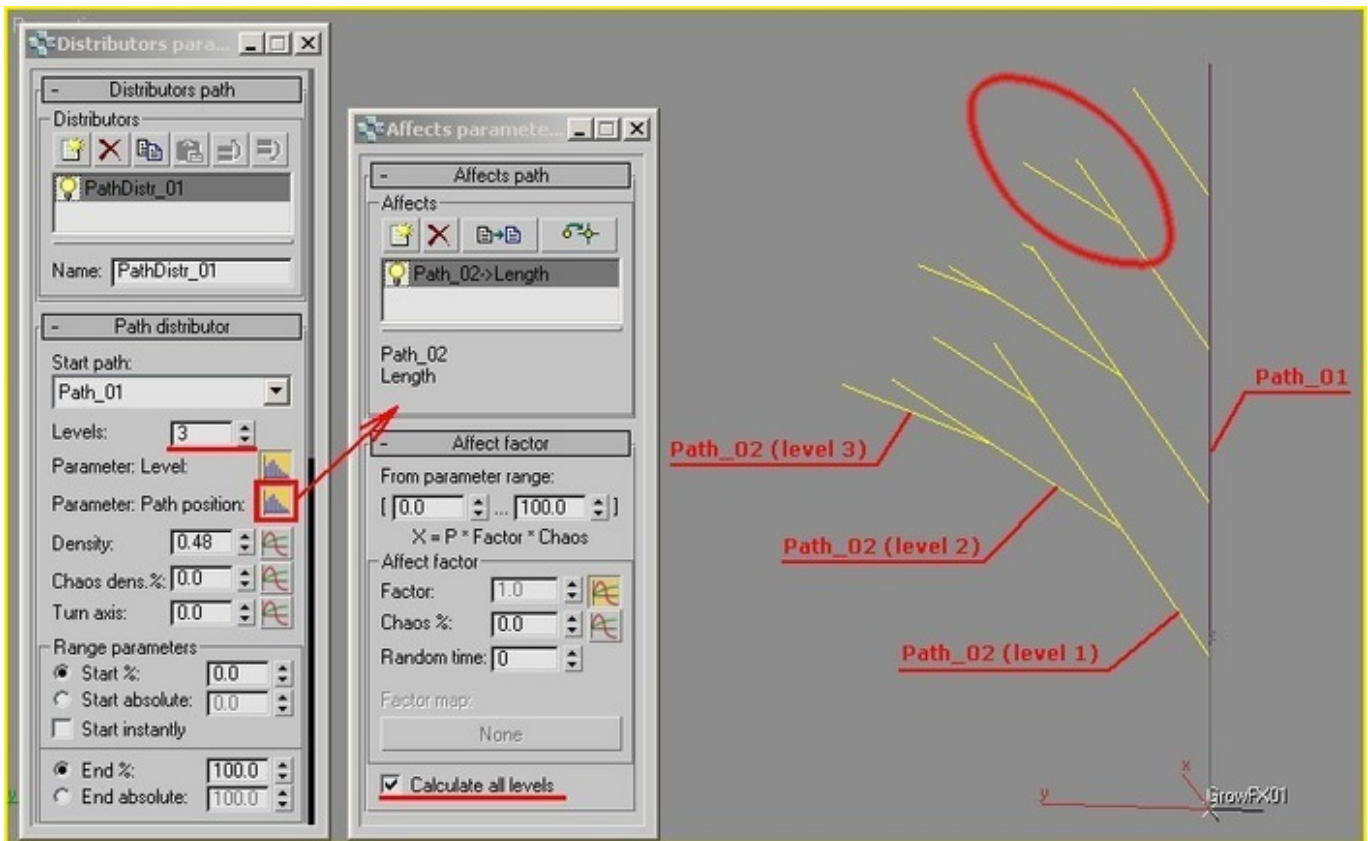 Distributors para...
Distributors path
Distributors
PathDistr_01
Name: PathDistr_01
Path distributor
Start path:
Path_01
Levels: 3
Parameter: Level:
Parameter: Path position:
Density: 0.48
Chaos dens.%: 0.0
Turn axis: 0.0
Range parameters
Start %: 0.0
Start absolute: 0.0
Start instantly
End %: 100.0
End absolute: 100.0
Affects paramete...
Affects path
Affects
Path_02->Length
Path_02
Length
Affect factor
From parameter range:
[ 0.0 ... 100.0 ]
X = P * Factor * Chaos
Affect factor
Factor: 1.0
Chaos %: 0.0
Random time: 0
Factor map:
None
Calculate all levels
Path_01
Path_02 (level 3)
Path_02 (level 2)
Path_02 (level 1)
x
y
GrowFX01